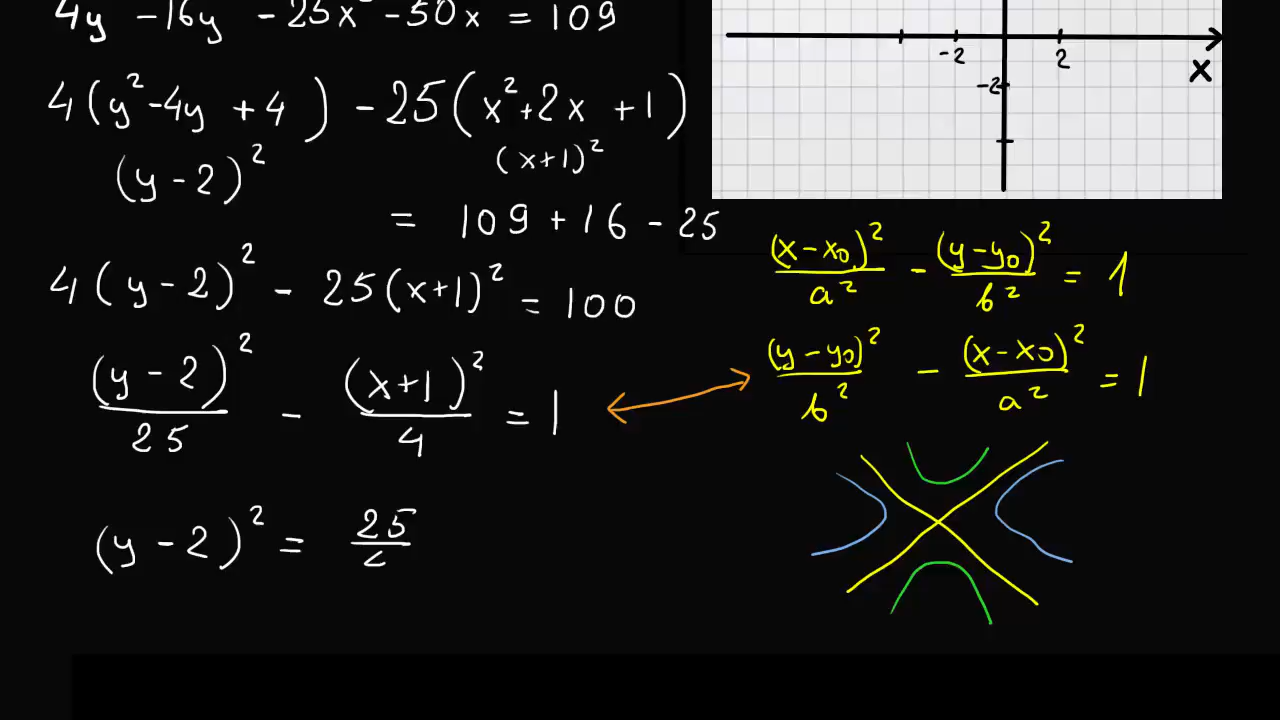 4y - 16y - 25x² - 50x = 109
4(y² - 4y + 4) - 25(x² + 2x + 1)
(y - 2)² (x+1)²
= 109 + 16 - 25
4(y - 2)² - 25(x+1)² = 100
(y - 2)²/25 - (x+1)²/4 = 1
(y - 2)² = 25/
-2 2
x
-2
(x - x0)²/a² - (y - y0)²/b² = 1
(y - y0)²/b² - (x - x0)²/a² = 1